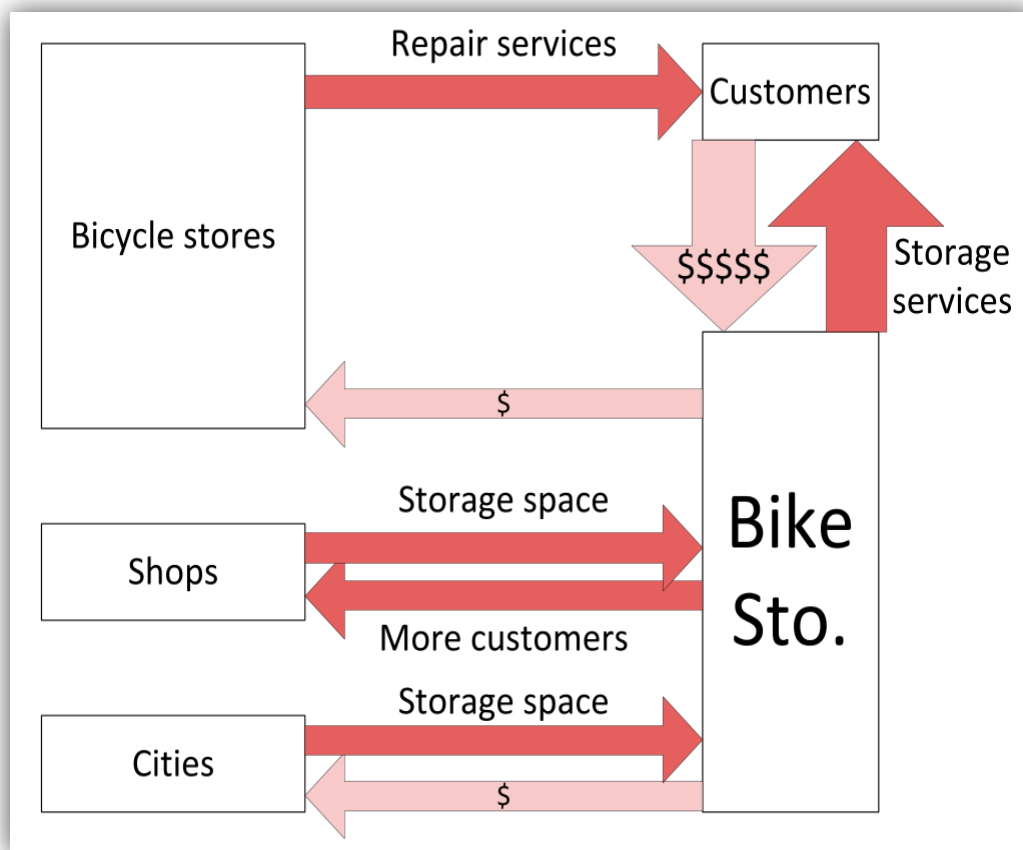 Repair services
Customers
Bicycle stores
$$$$$
Storage
services
$
Storage space
Bike
Sto.
Shops
More customers
Storage space
Cities
$